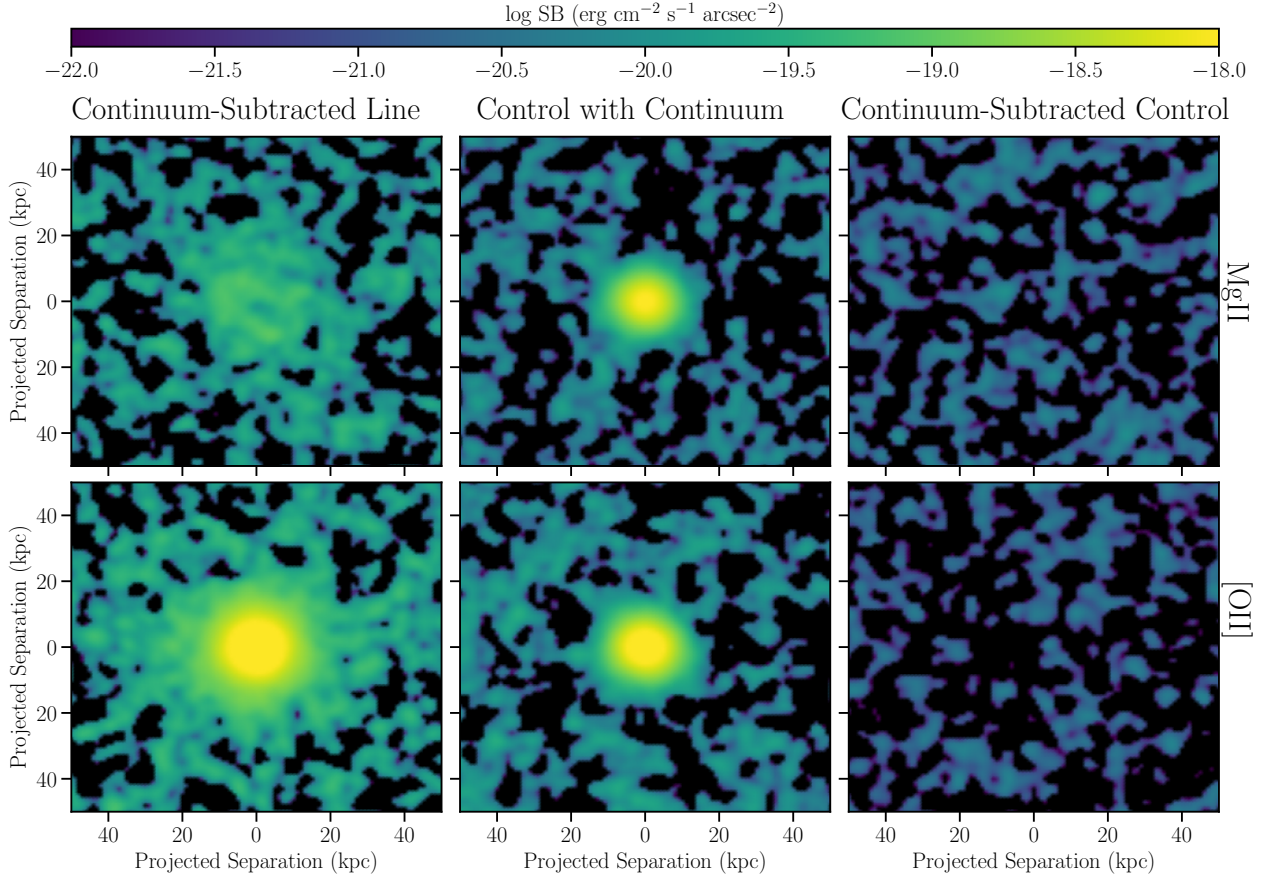 log SB (erg cm⁻² s⁻¹ arcsec⁻²)
−22.0 −21.5 −21.0 −20.5 −20.0 −19.5 −19.0 −18.5 −18.0
Continuum-Subtracted Line Control with Continuum Continuum-Subtracted Control
40
20
0
20
40
Projected Separation (kpc)
MgII
40
20
0
20
40
Projected Separation (kpc)
[OII]
40 20 0 20 40 40 20 0 20 40 40 20 0 20 40
Projected Separation (kpc) Projected Separation (kpc) Projected Separation (kpc)